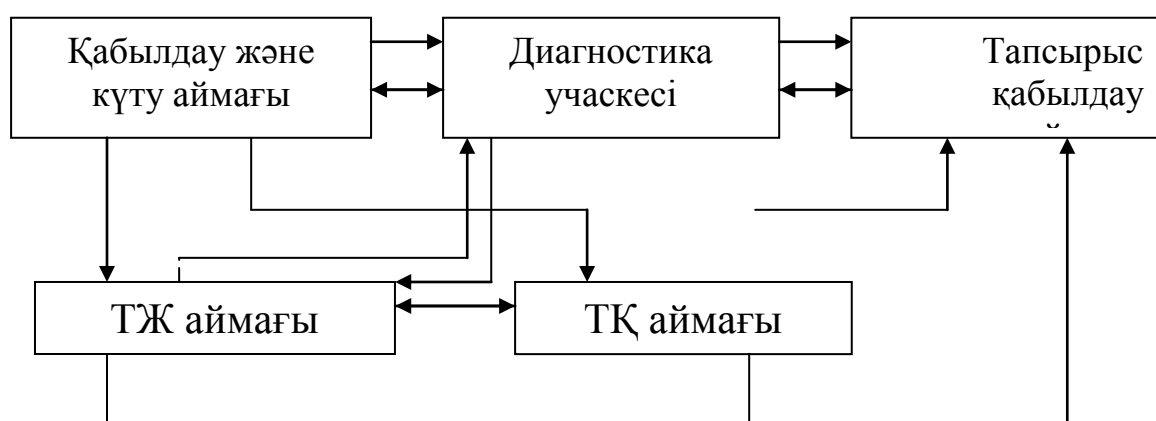 Қабылдау және
күту аймағы
Диагностика
учаскесі
Тапсырыс
қабылдау
ТЖ аймағы
ТҚ аймағы